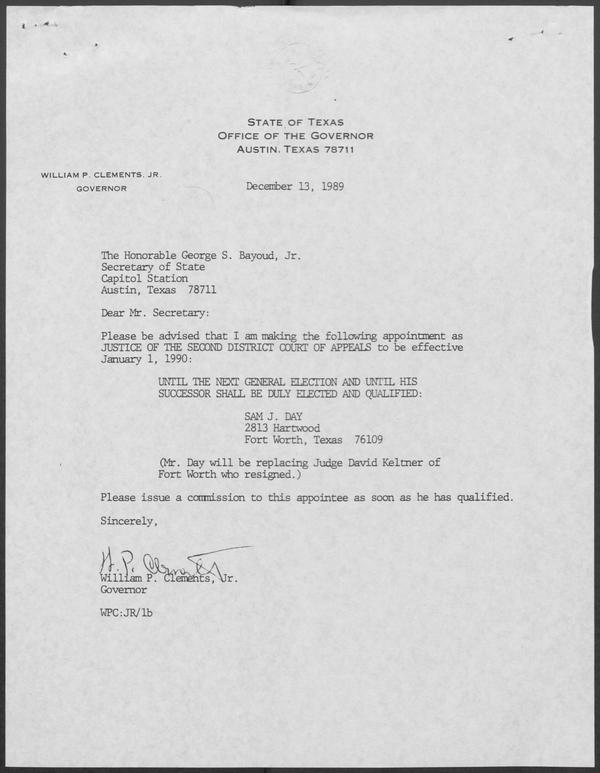 STATE OF TEXAS
OFFICE OF THE GOVERNOR
AUSTIN, TEXAS 78711
WILLIAM P. CLEMENTS, JR.
GOVERNOR
December 13, 1989
The Honorable George S. Bayoud, Jr.
Secretary of State
Capitol Station
Austin, Texas 78711
Dear Mr. Secretary:
Please be advised that I am making the following appointment as
JUSTICE OF THE SECOND DISTRICT COURT OF APPEALS to be effective
January 1, 1990:
UNTIL THE NEXT GENERAL ELECTION AND UNTIL HIS
SUCCESSOR SHALL BE DULY ELECTED AND QUALIFIED:
SAM J. DAY
2813 Hartwood
Fort Worth, Texas 76109
(Mr. Day will be replacing Judge David Keltner of
Fort Worth who resigned.)
Please issue a commission to this appointee as soon as he has qualified.
Sincerely,
W. P. Clements
William P. Clements, Jr.
Governor
WPC:JR/lb